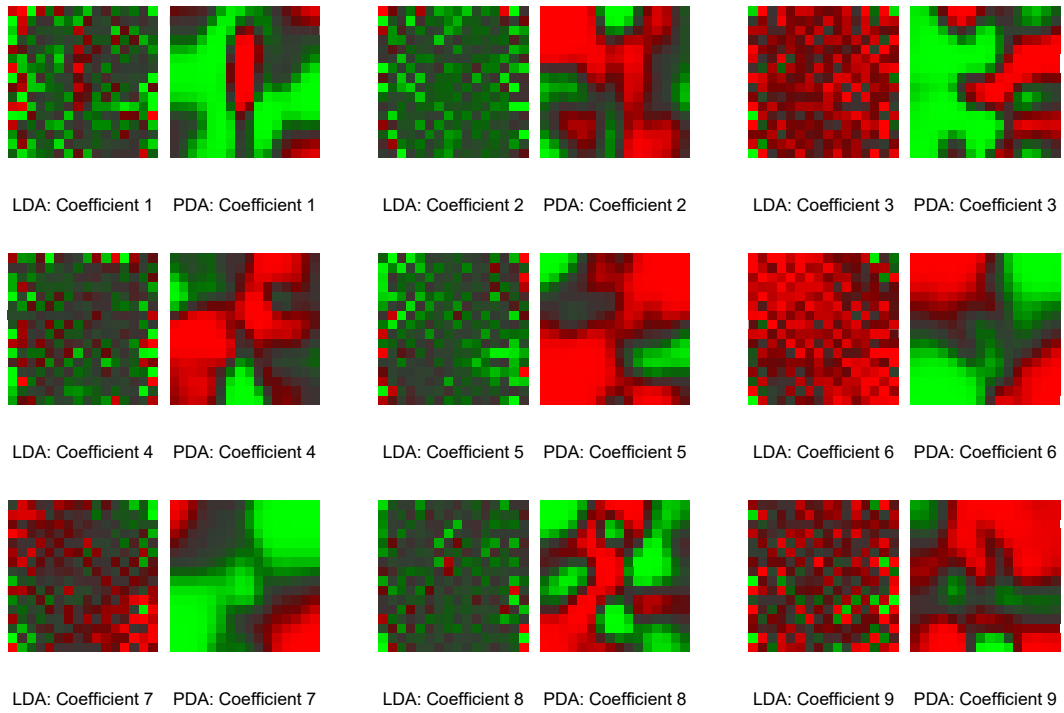 LDA: Coefficient 1 PDA: Coefficient 1 LDA: Coefficient 2 PDA: Coefficient 2 LDA: Coefficient 3 PDA: Coefficient 3
LDA: Coefficient 4 PDA: Coefficient 4 LDA: Coefficient 5 PDA: Coefficient 5 LDA: Coefficient 6 PDA: Coefficient 6
LDA: Coefficient 7 PDA: Coefficient 7 LDA: Coefficient 8 PDA: Coefficient 8 LDA: Coefficient 9 PDA: Coefficient 9